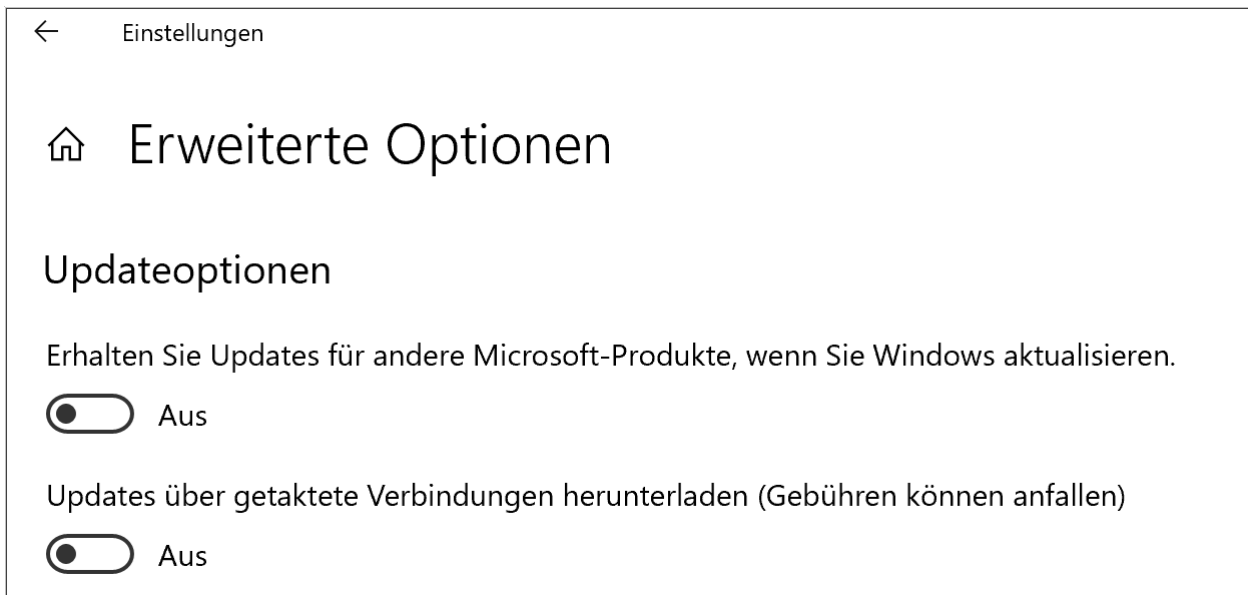 Einstellungen
Erweiterte Optionen
Updateoptionen
Erhalten Sie Updates für andere Microsoft-Produkte, wenn Sie Windows aktualisieren.
Aus
Updates über getaktete Verbindungen herunterladen (Gebühren können anfallen)
Aus